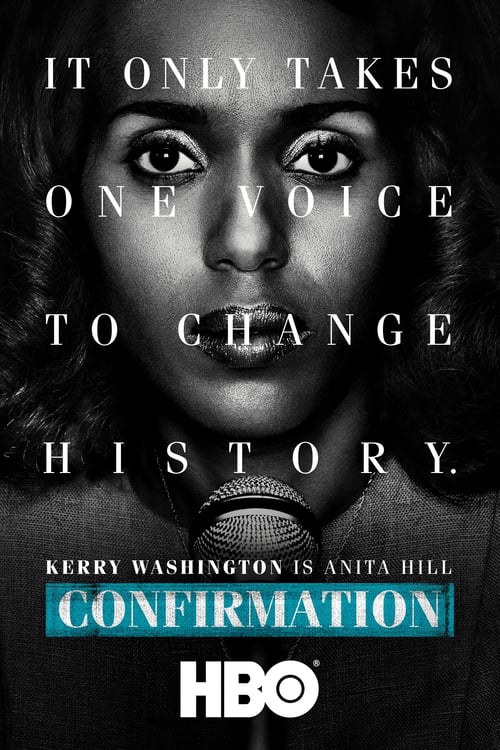 IT ONLY TAKES
ONE VOICE
TO CHANGE
HISTORY.
KERRY WASHINGTON IS ANITA HILL
CONFIRMATION
HBO®